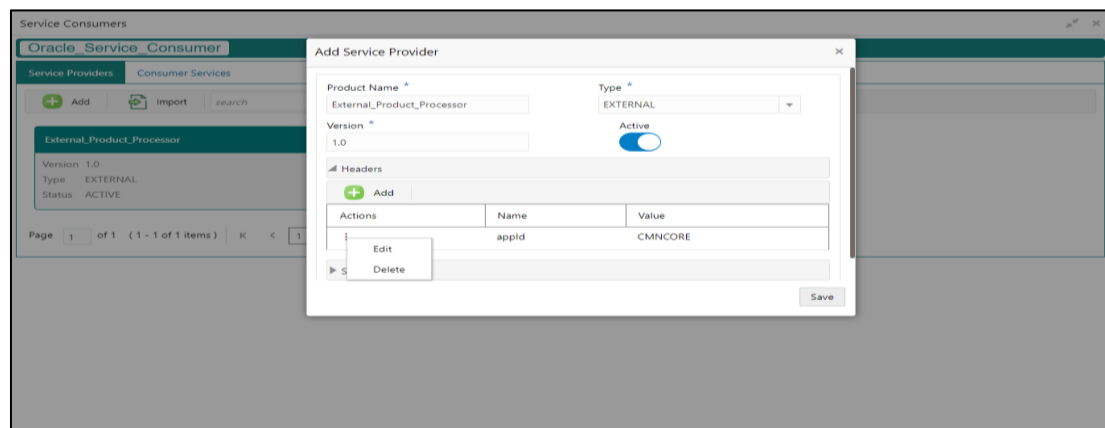 Service Consumers
Oracle_Service_Consumer
Service Providers Consumer Services
Add Import search
External_Product_Processor
Version 1.0
Type EXTERNAL
Status ACTIVE
Page 1 of 1 (1 - 1 of 1 items) K < 1
Add Service Provider
Product Name * Type *
External_Product_Processor EXTERNAL
Version * Active
1.0
Headers
Add
Actions Name Value
appId CMNCORE
Edit
Delete
S
Save